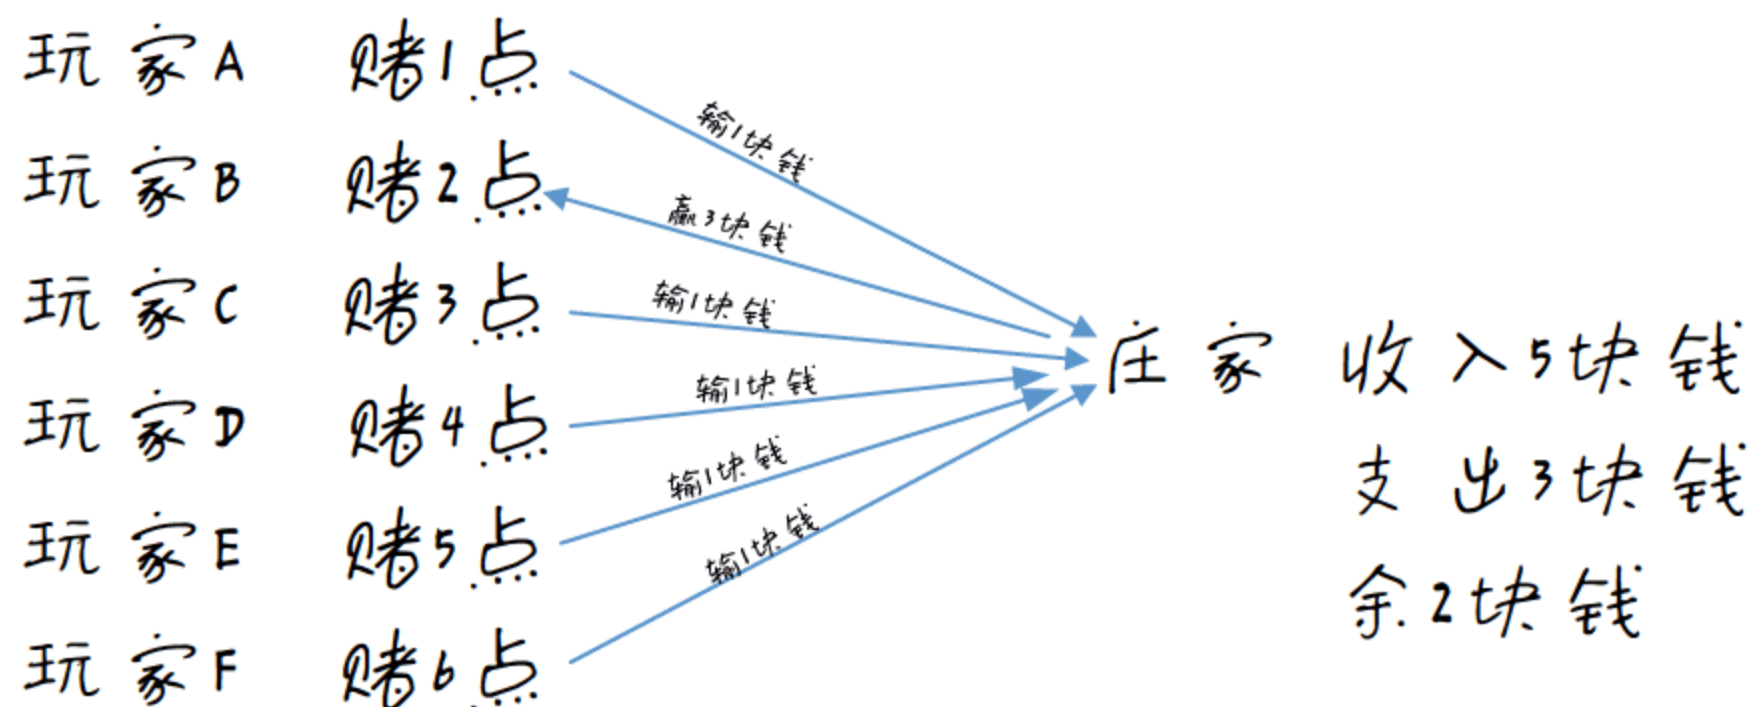 玩家A 赌1点
输1块钱
玩家B 赌2点
赢3块钱
玩家C 赌3点
输1块钱
庄家 收入5块钱
玩家D 赌4点
输1块钱
支出3块钱
玩家E 赌5点
输1块钱
余2块钱
玩家F 赌6点
输1块钱